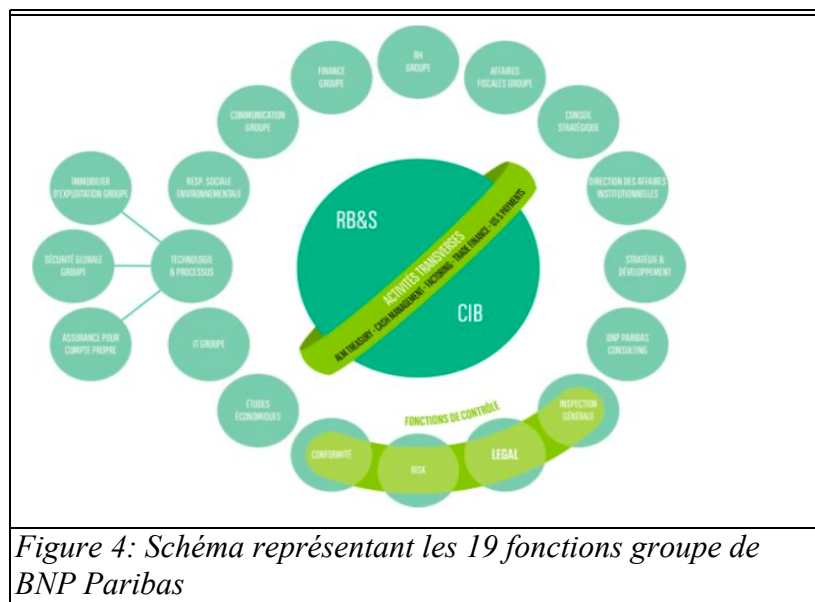 RH
GROUPE
FINANCE
GROUPE
AFFAIRES
FISCALES GROUPE
COMMUNICATION
GROUPE
CONSEIL
STRATÉGIQUE
IMMOBILIER
D'EXPLOITATION GROUPE
RESP. SOCIALE
ENVIRONNEMENTALE
DIRECTION DES AFFAIRES
INSTITUTIONNELLES
RB&S
ACTIVITÉS TRANSVERSES
ALM TREASURY - CASH MANAGEMENT - FACTORING - TRADE FINANCE - US $ PAYMENTS
CIB
SÉCURITÉ GLOBALE
GROUPE
TECHNOLOGIE
& PROCESSUS
STRATÉGIE &
DÉVELOPPEMENT
ASSURANCE POUR
COMPTE PROPRE
IT GROUPE
BNP PARIBAS
CONSULTING
ÉTUDES
ÉCONOMIQUES
FONCTIONS DE CONTRÔLE
INSPECTION
GÉNÉRALE
CONFORMITÉ
RISK
LEGAL
Figure 4: Schéma représentant les 19 fonctions groupe de
BNP Paribas